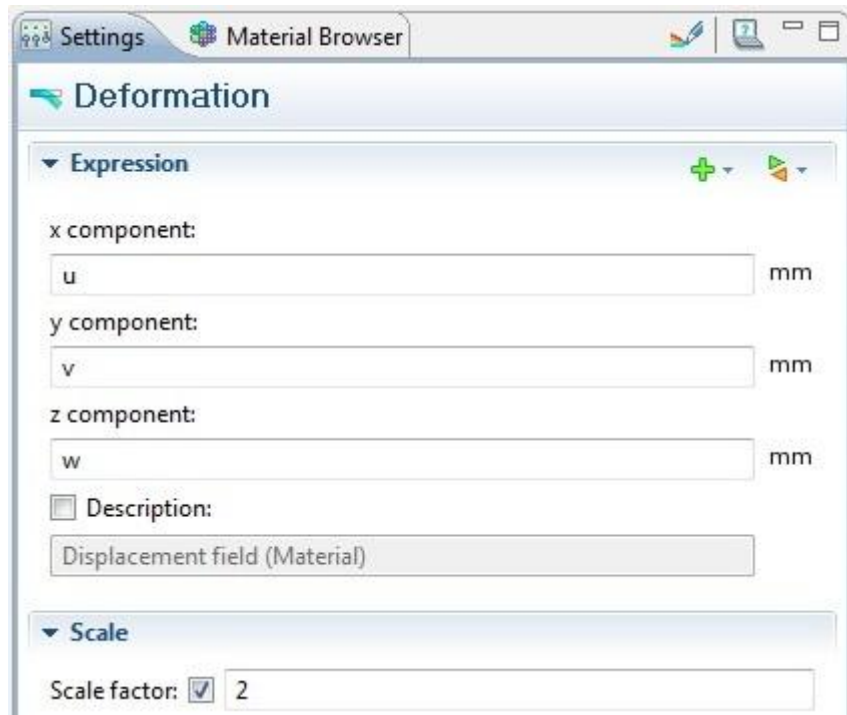 Settings Material Browser
Deformation
Expression
x component:
u mm
y component:
v mm
z component:
w mm
Description:
Displacement field (Material)
Scale
Scale factor: 2